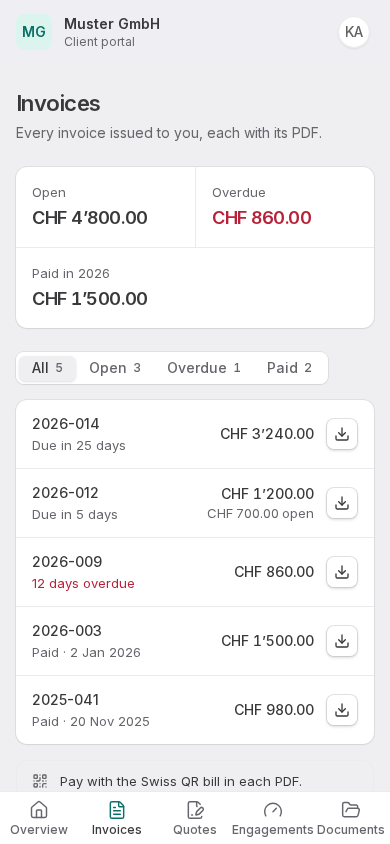 MG
Muster GmbH
Client portal
KA
Invoices
Every invoice issued to you, each with its PDF.
Open
CHF 4’800.00
Overdue
CHF 860.00
Paid in 2026
CHF 1’500.00
All 5 Open 3 Overdue 1 Paid 2
2026-014
Due in 25 days
CHF 3’240.00
2026-012
Due in 5 days
CHF 1’200.00
CHF 700.00 open
2026-009
12 days overdue
CHF 860.00
2026-003
Paid · 2 Jan 2026
CHF 1’500.00
2025-041
Paid · 20 Nov 2025
CHF 980.00
Pay with the Swiss QR bill in each PDF.
Overview Invoices Quotes Engagements Documents